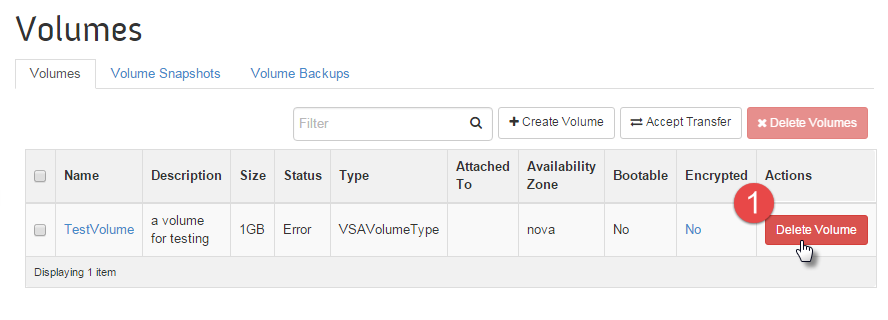 Volumes
Volumes Volume Snapshots Volume Backups
Filter Create Volume Accept Transfer Delete Volumes
Name Description Size Status Type Attached To Availability Zone Bootable Encrypted Actions
1
TestVolume a volume for testing 1GB Error VSAVolumeType nova No No Delete Volume
Displaying 1 item